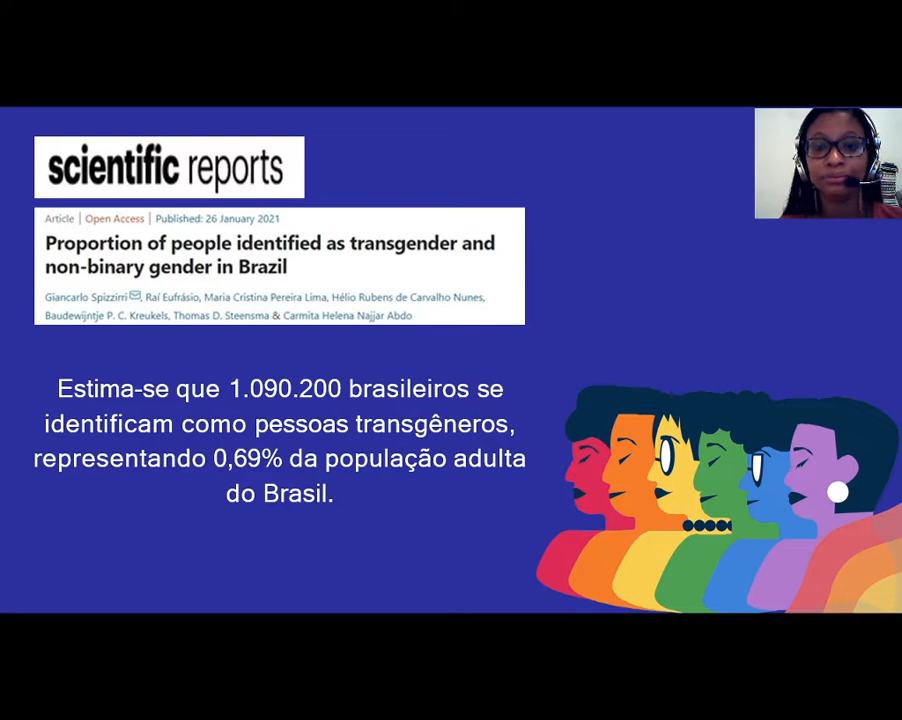 scientific reports
Article | Open Access | Published: 26 January 2021
Proportion of people identified as transgender and
non-binary gender in Brazil
Giancarlo Spizzirri, Raí Eufrásio, Maria Cristina Pereira Lima, Hélio Rubens de Carvalho Nunes,
Baudewijntje P. C. Kreukels, Thomas D. Steensma & Carmita Helena Najjar Abdo
Estima-se que 1.090.200 brasileiros se
identificam como pessoas transgêneros,
representando 0,69% da população adulta
do Brasil.